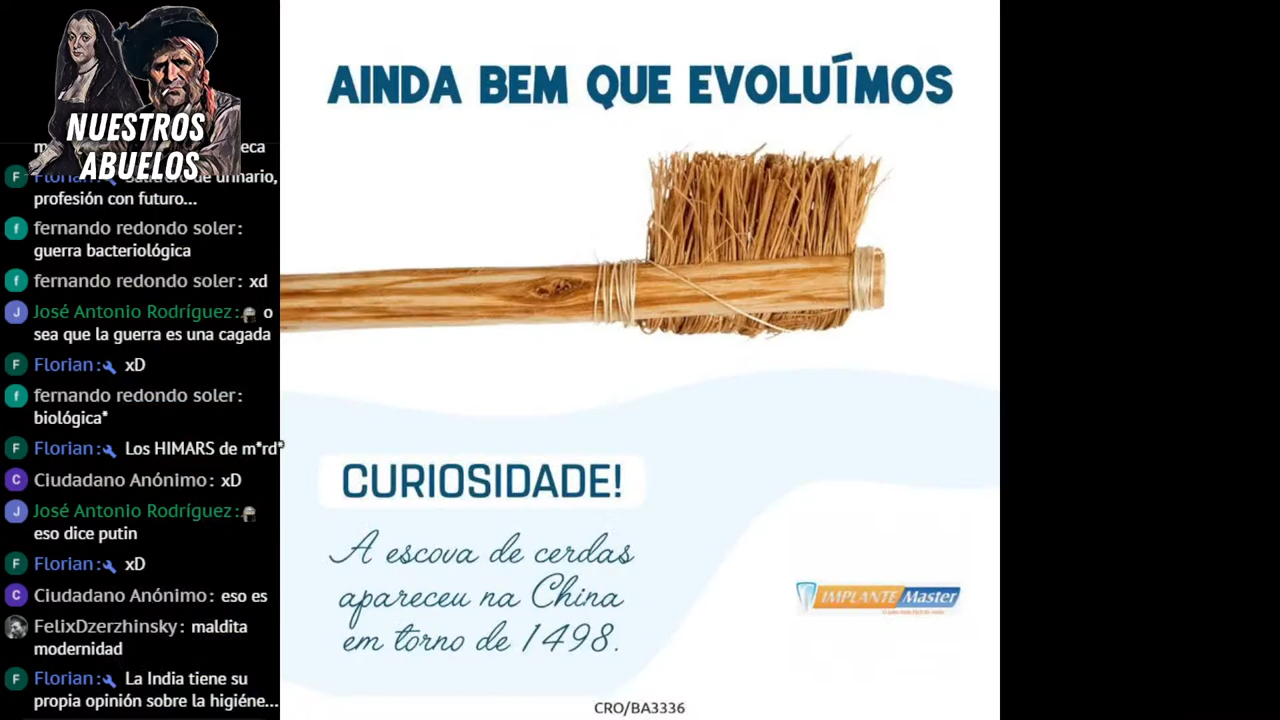 NUESTROS
ABUELOS
eca
Florian: de urinario,
profesión con futuro...
fernando redondo soler:
guerra bacteriológica
fernando redondo soler: xd
José Antonio Rodríguez: o
sea que la guerra es una cagada
Florian: xD
fernando redondo soler:
biológica*
Florian: Los HIMARS de m*rd*
Ciudadano Anónimo: xD
José Antonio Rodríguez:
eso dice putin
Florian: xD
Ciudadano Anónimo: eso es
FelixDzerzhinsky: maldita
modernidad
Florian: La India tiene su
propia opinión sobre la higiéne...
AINDA BEM QUE EVOLUÍMOS
CURIOSIDADE!
A escova de cerdas
apareceu na China
em torno de 1498.
IMPLANTE Master
CRO/BA3336